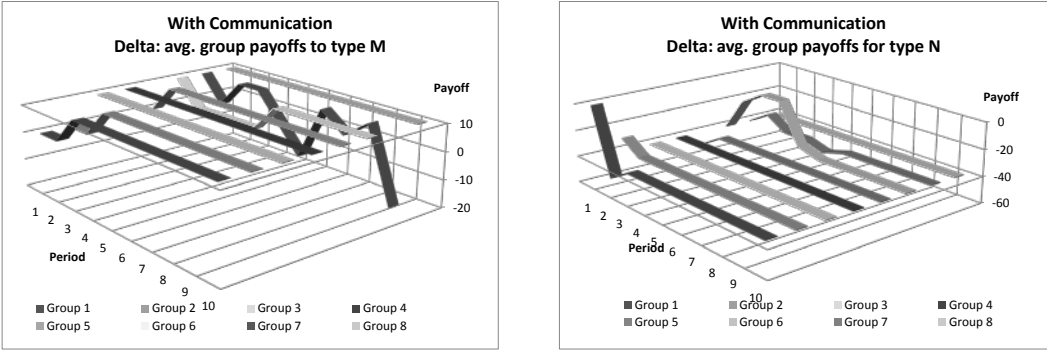 With Communication
Delta: avg. group payoffs to type M
Payoff
10
0
-10
-20
1
2
3
4
5
6
7
8
9
10
Period
Group 1 Group 2 Group 3 Group 4
Group 5 Group 6 Group 7 Group 8
With Communication
Delta: avg. group payoffs for type N
Payoff
0
-20
-40
-60
1
2
3
4
5
6
7
8
9
10
Period
Group 1 Group 2 Group 3 Group 4
Group 5 Group 6 Group 7 Group 8